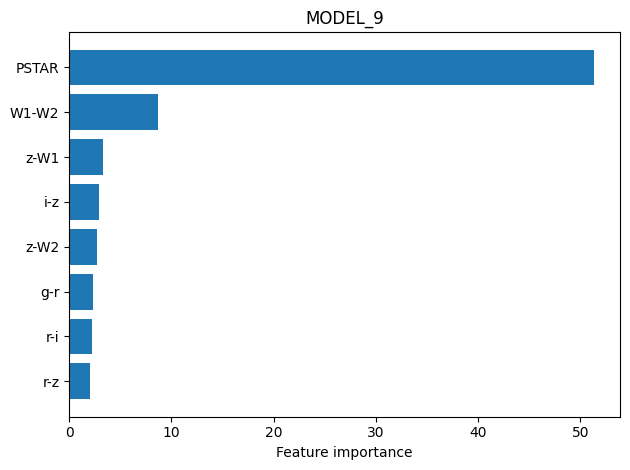 MODEL_9
PSTAR
W1-W2
z-W1
i-z
z-W2
g-r
r-i
r-z
0 10 20 30 40 50
Feature importance